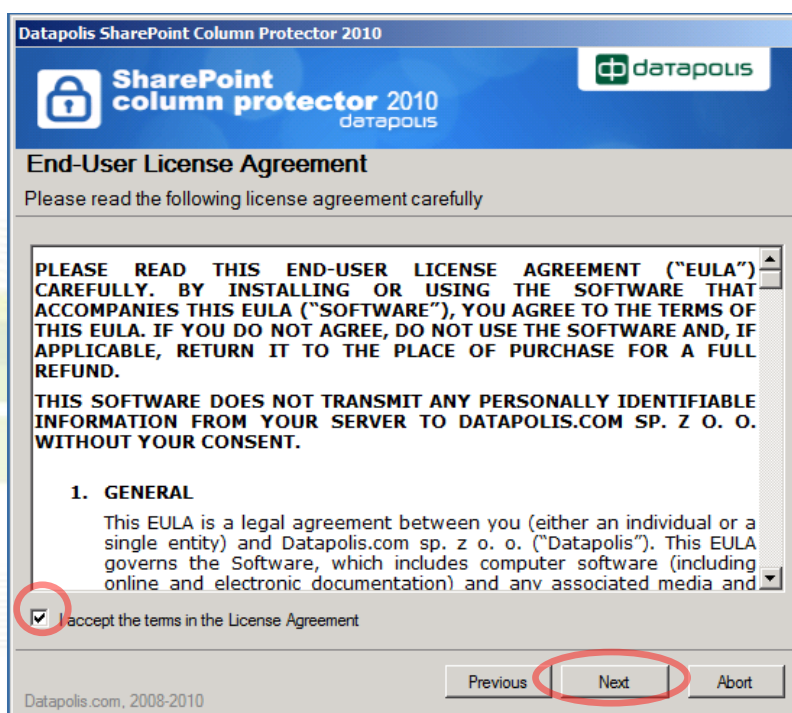 Datapolis SharePoint Column Protector 2010
datapolis
SharePoint
column protector 2010
datapolis
End-User License Agreement
Please read the following license agreement carefully
PLEASE READ THIS END-USER LICENSE AGREEMENT (“EULA”)
CAREFULLY. BY INSTALLING OR USING THE SOFTWARE THAT
ACCOMPANIES THIS EULA (“SOFTWARE”), YOU AGREE TO THE TERMS OF
THIS EULA. IF YOU DO NOT AGREE, DO NOT USE THE SOFTWARE AND, IF
APPLICABLE, RETURN IT TO THE PLACE OF PURCHASE FOR A FULL
REFUND.
THIS SOFTWARE DOES NOT TRANSMIT ANY PERSONALLY IDENTIFIABLE
INFORMATION FROM YOUR SERVER TO DATAPOLIS.COM SP. Z O. O.
WITHOUT YOUR CONSENT.
1. GENERAL
This EULA is a legal agreement between you (either an individual or a
single entity) and Datapolis.com sp. z o. o. (“Datapolis”). This EULA
governs the Software, which includes computer software (including
online and electronic documentation) and any associated media and
I accept the terms in the License Agreement
Previous Next Abort
Datapolis.com, 2008-2010